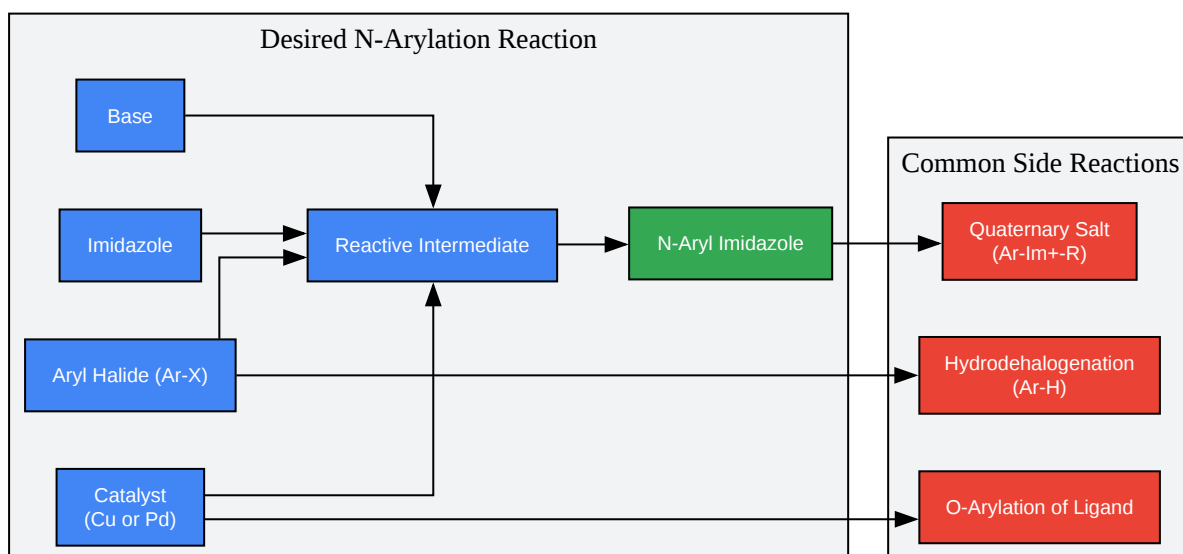 Desired N-Arylation Reaction
Base
Imidazole
Reactive Intermediate
N-Aryl Imidazole
Aryl Halide (Ar-X)
Catalyst
(Cu or Pd)
Common Side Reactions
Quaternary Salt
(Ar-Im+-R)
Hydrodehalogenation
(Ar-H)
O-Arylation of Ligand